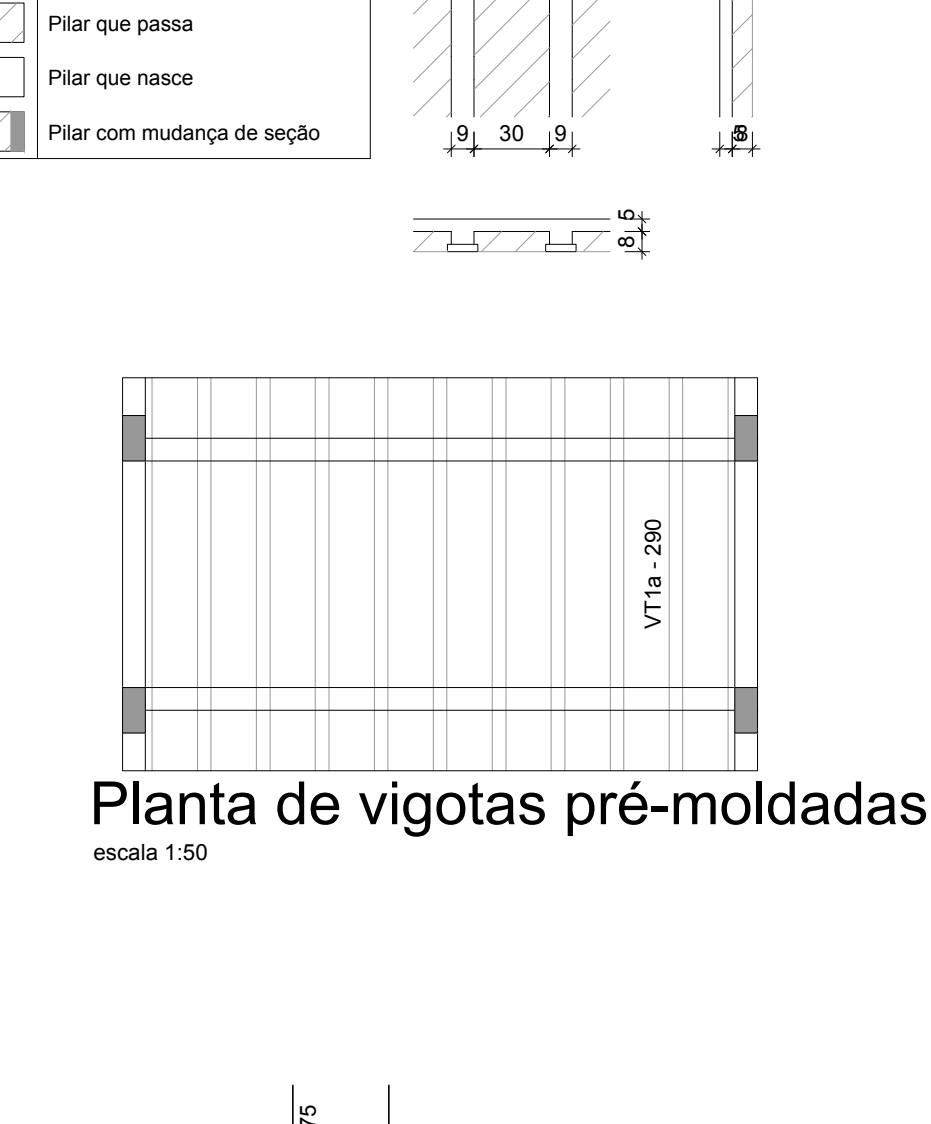 Pilar que passa
Pilar que nasce
Pilar com mudança de seção
9 30 9
8
5
8
VT1a - 290
Planta de vigotas pré-moldadas
escala 1:50